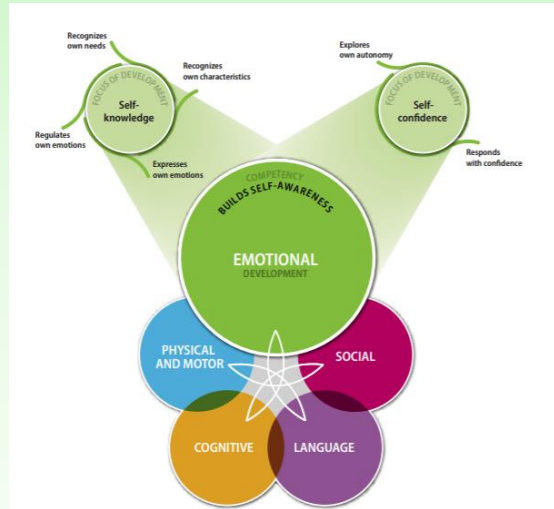 Recognizes
own needs
Recognizes
own characteristics
FOCUS OF DEVELOPMENT
Self-
knowledge
Regulates
own emotions
Expresses
own emotions
Explores
own autonomy
FOCUS OF DEVELOPMENT
Self-
confidence
Responds
with confidence
COMPETENCY
BUILDS SELF-AWARENESS
EMOTIONAL
DEVELOPMENT
PHYSICAL
AND MOTOR
SOCIAL
COGNITIVE
LANGUAGE